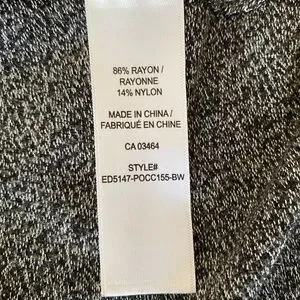 86% RAYON /
RAYONNE
14% NYLON
MADE IN CHINA /
FABRIQUÉ EN CHINE
CA 03464
STYLE#
ED5147-POCC155-BW